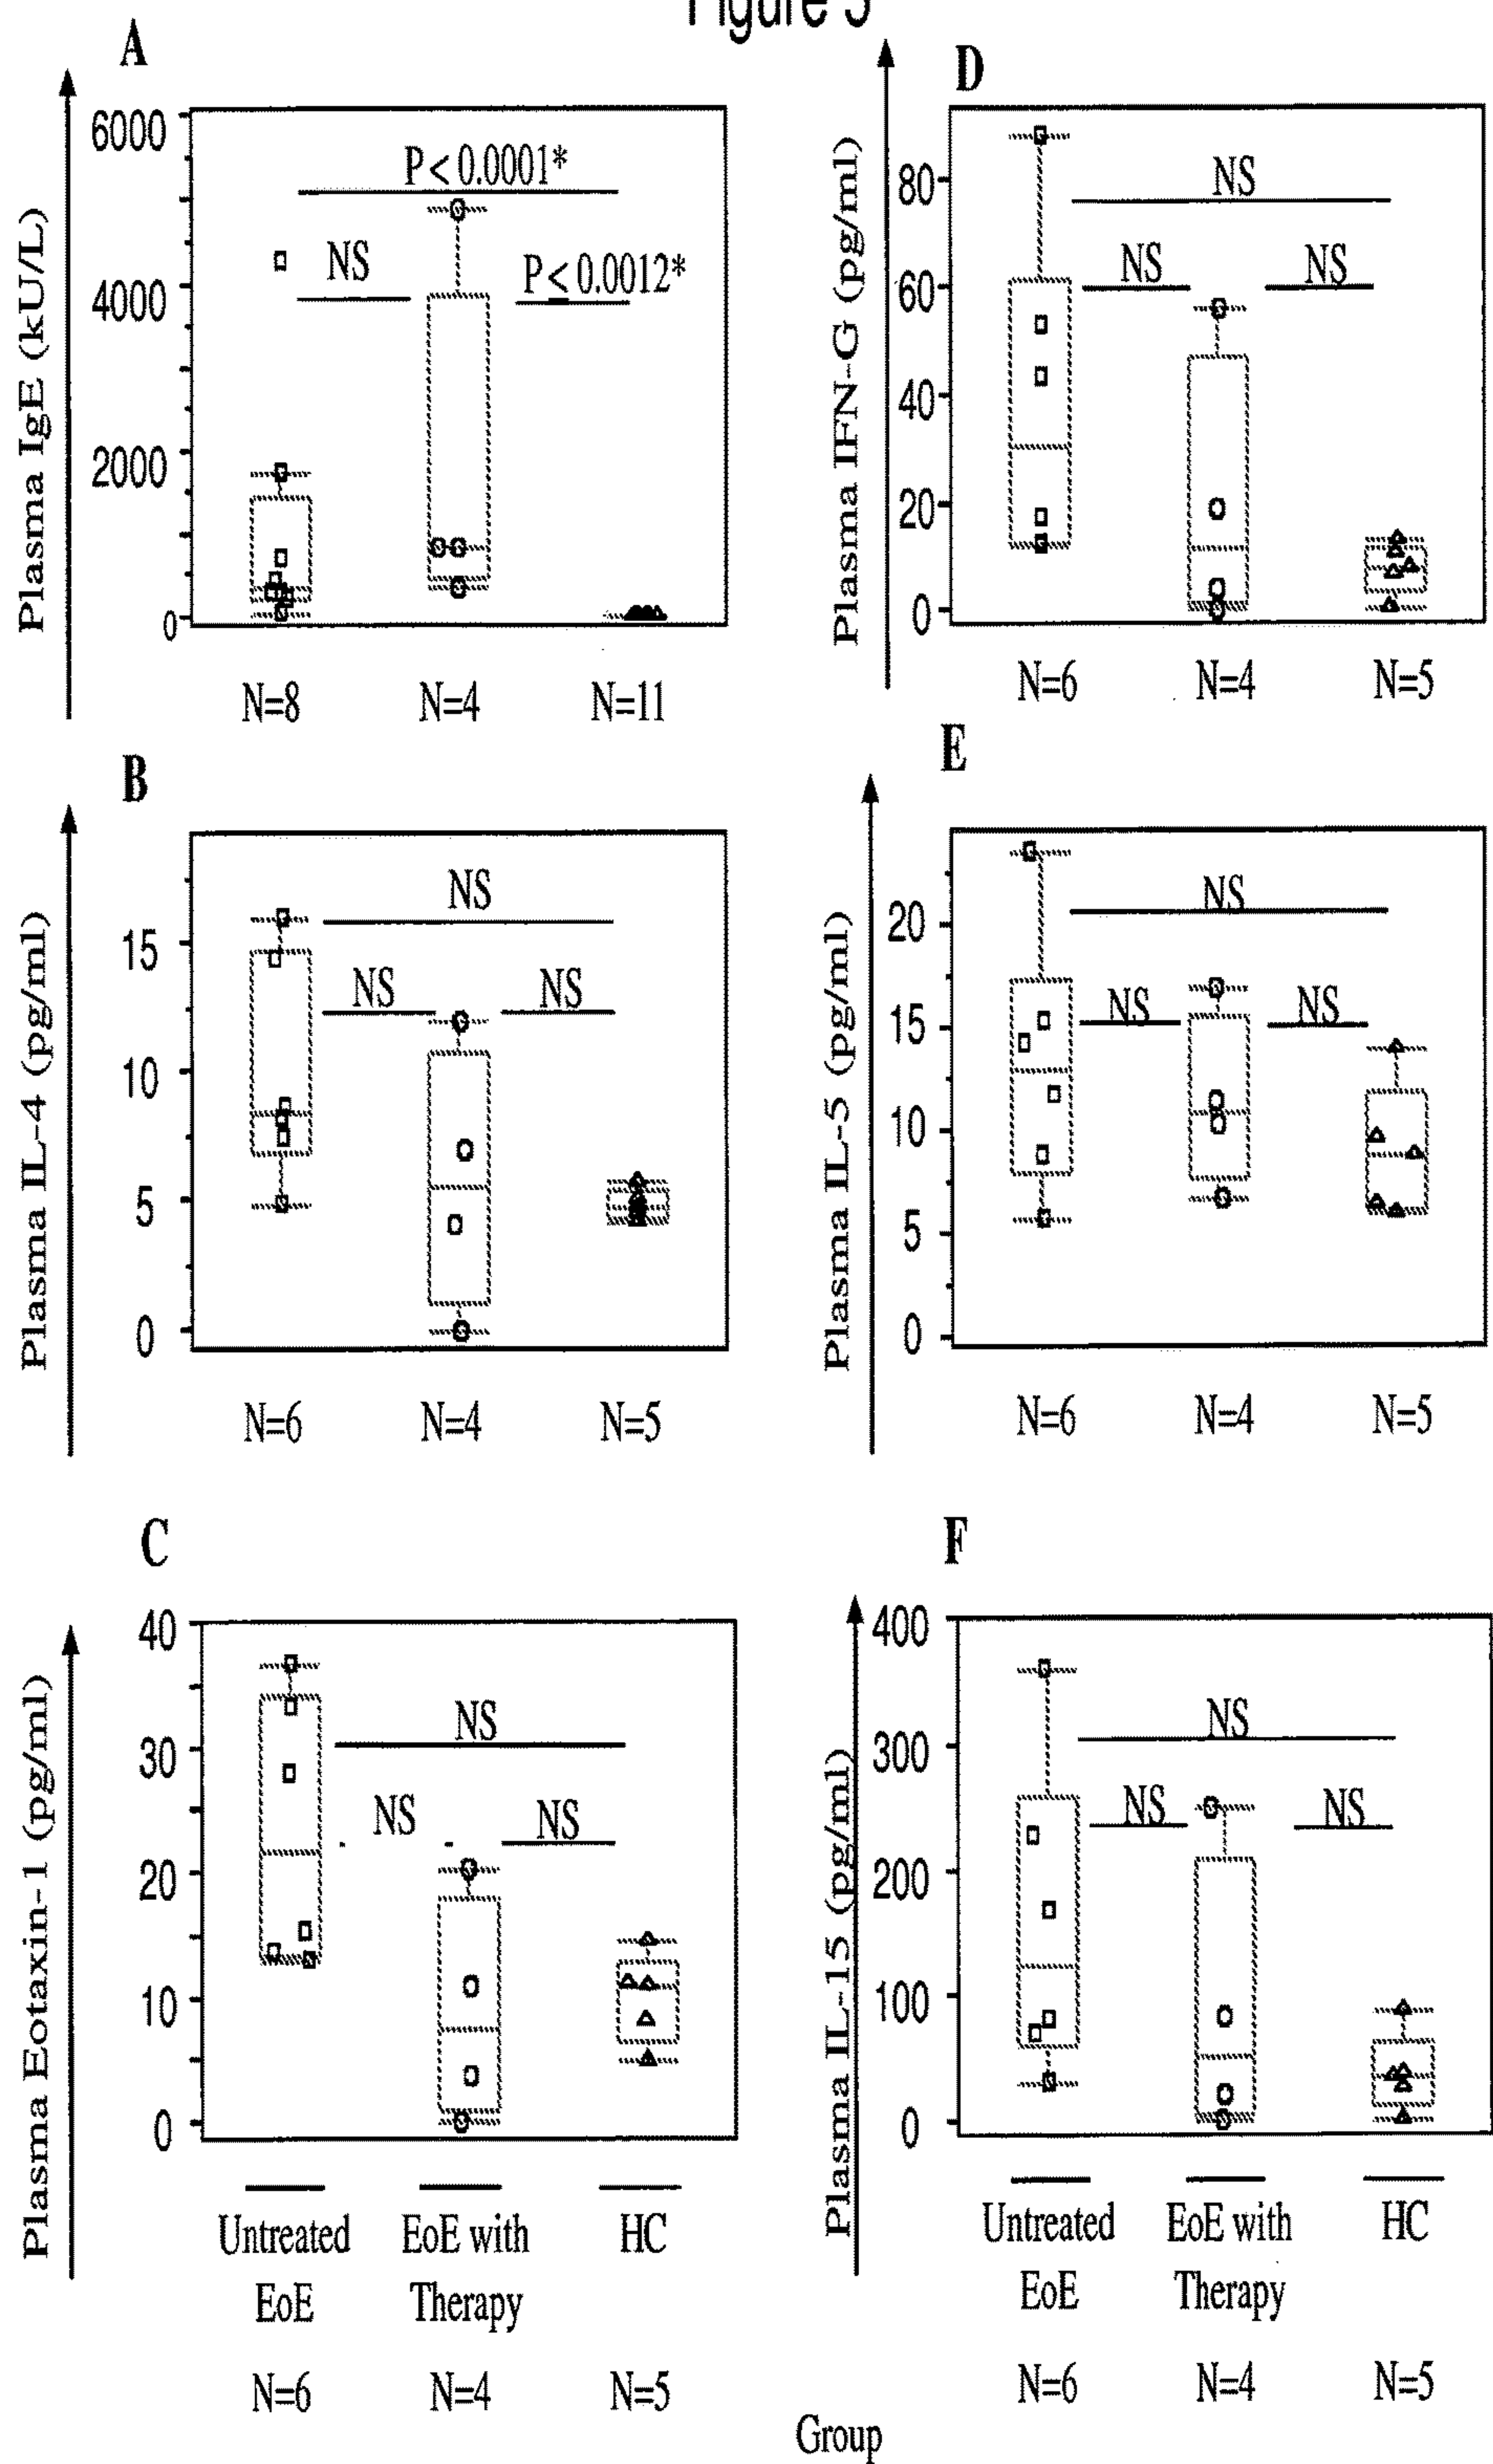 Figure 5
A
Plasma IgE (kU/L)
6000
4000
2000
0
P < 0.0001*
NS
P < 0.0012*
N=8
N=4
N=11
D
Plasma IFN-G (pg/ml)
80
60
40
20
0
NS
NS
NS
N=6
N=4
N=5
B
Plasma IL-4 (pg/ml)
15
10
5
0
NS
NS
NS
N=6
N=4
N=5
E
Plasma IL-5 (pg/ml)
20
15
10
5
0
NS
NS
NS
N=6
N=4
N=5
C
Plasma Eotaxin-1 (pg/ml)
40
30
20
10
0
NS
NS
NS
Untreated
EoE
EoE with
Therapy
HC
N=6
N=4
N=5
F
Plasma IL-15 (pg/ml)
400
300
200
100
0
NS
NS
NS
Untreated
EoE
EoE with
Therapy
HC
N=6
N=4
N=5
Group